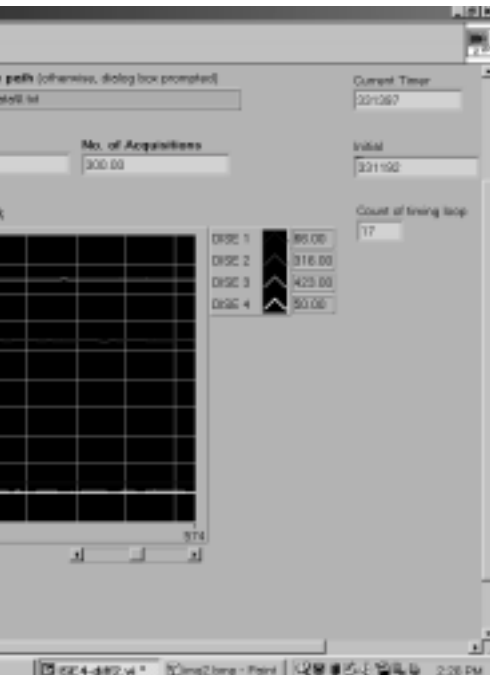 path (otherwise, dialog box prompted)
Current Timer
331397
No. of Acquisitions
300.00
Initial
331192
Count of timing loop
17
DISE 1 86.00
DISE 2 316.00
DISE 3 423.00
DISE 4 50.00
574
Paint
2:28 PM